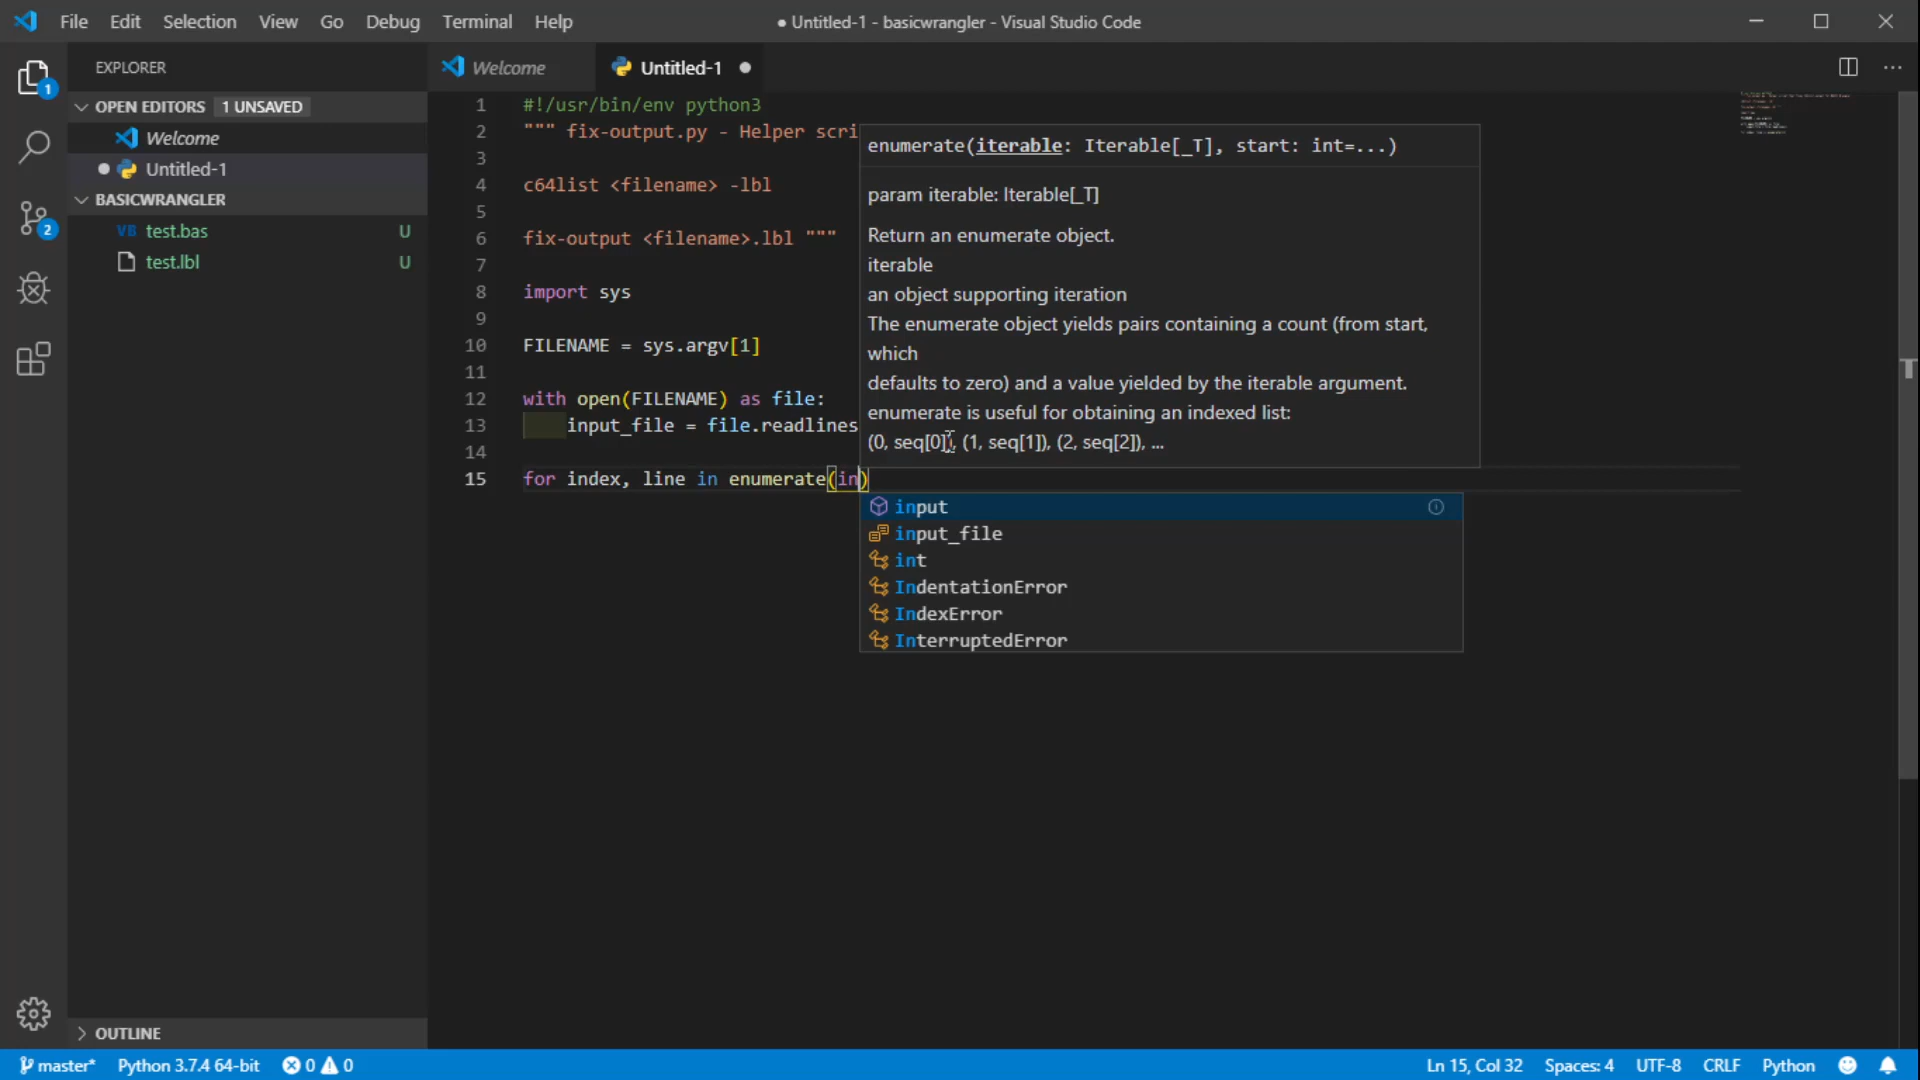 File Edit Selection View Go Debug Terminal Help
● Untitled-1 - basicwrangler - Visual Studio Code
EXPLORER
OPEN EDITORS 1 UNSAVED
Welcome
Untitled-1
BASICWRANGLER
VB test.bas U
test.lbl U
OUTLINE
1
2
Welcome
Untitled-1 ●
1 #!/usr/bin/env python3
2 """ fix-output.py - Helper scri
3
4 c64list <filename> -lbl
5
6 fix-output <filename>.lbl """
7
8 import sys
9
10 FILENAME = sys.argv[1]
11
12 with open(FILENAME) as file:
13 input_file = file.readlines
14
15 for index, line in enumerate(in)
enumerate(iterable: Iterable[_T], start: int=...)
param iterable: Iterable[_T]
Return an enumerate object.
iterable
an object supporting iteration
The enumerate object yields pairs containing a count (from start,
which
defaults to zero) and a value yielded by the iterable argument.
enumerate is useful for obtaining an indexed list:
(0, seq[0]), (1, seq[1]), (2, seq[2]), ...
input
input_file
int
IndentationError
IndexError
InterruptedError
master* Python 3.7.4 64-bit 0 0
Ln 15, Col 32 Spaces: 4 UTF-8 CRLF Python